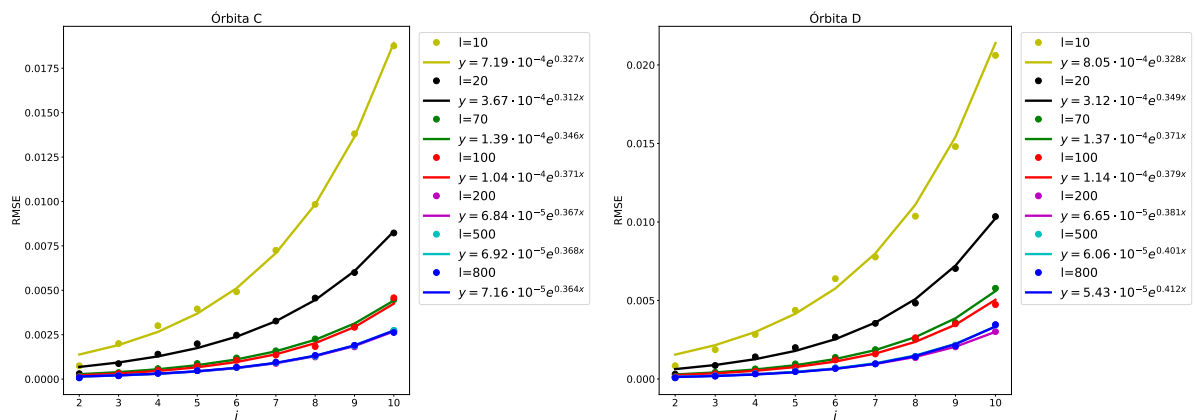 Órbita C
RMSE
0.0175
0.0150
0.0125
0.0100
0.0075
0.0050
0.0025
0.0000
2 3 4 5 6 7 8 9 10
i
l=10
y = 7.19 · 10⁻⁴e^{0.327x}
l=20
y = 3.67 · 10⁻⁴e^{0.312x}
l=70
y = 1.39 · 10⁻⁴e^{0.346x}
l=100
y = 1.04 · 10⁻⁴e^{0.371x}
l=200
y = 6.84 · 10⁻⁵e^{0.367x}
l=500
y = 6.92 · 10⁻⁵e^{0.368x}
l=800
y = 7.16 · 10⁻⁵e^{0.364x}
Órbita D
RMSE
0.020
0.015
0.010
0.005
0.000
2 3 4 5 6 7 8 9 10
i
l=10
y = 8.05 · 10⁻⁴e^{0.328x}
l=20
y = 3.12 · 10⁻⁴e^{0.349x}
l=70
y = 1.37 · 10⁻⁴e^{0.371x}
l=100
y = 1.14 · 10⁻⁴e^{0.379x}
l=200
y = 6.65 · 10⁻⁵e^{0.381x}
l=500
y = 6.06 · 10⁻⁵e^{0.401x}
l=800
y = 5.43 · 10⁻⁵e^{0.412x}